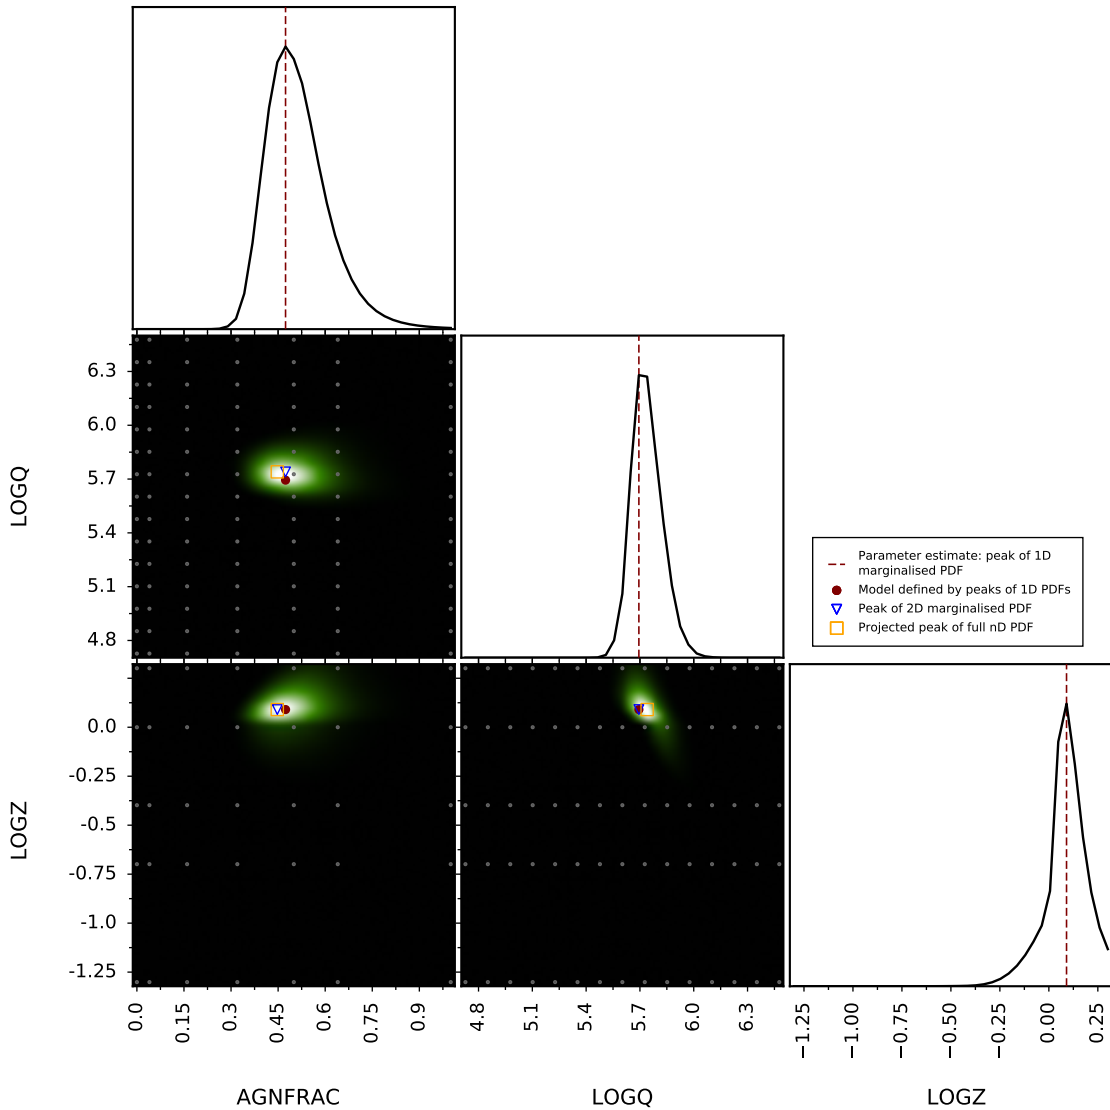 LOGQ
6.3
6.0
5.7
5.4
5.1
4.8
Parameter estimate: peak of 1D
marginalised PDF
Model defined by peaks of 1D PDFs
Peak of 2D marginalised PDF
Projected peak of full nD PDF
LOGZ
0.0
-0.25
-0.5
-0.75
-1.0
-1.25
0.0 0.15 0.3 0.45 0.6 0.75 0.9
4.8 5.1 5.4 5.7 6.0 6.3
−1.25 −1.00 −0.75 −0.50 −0.25 0.00 0.25
AGNFRAC LOGQ LOGZ